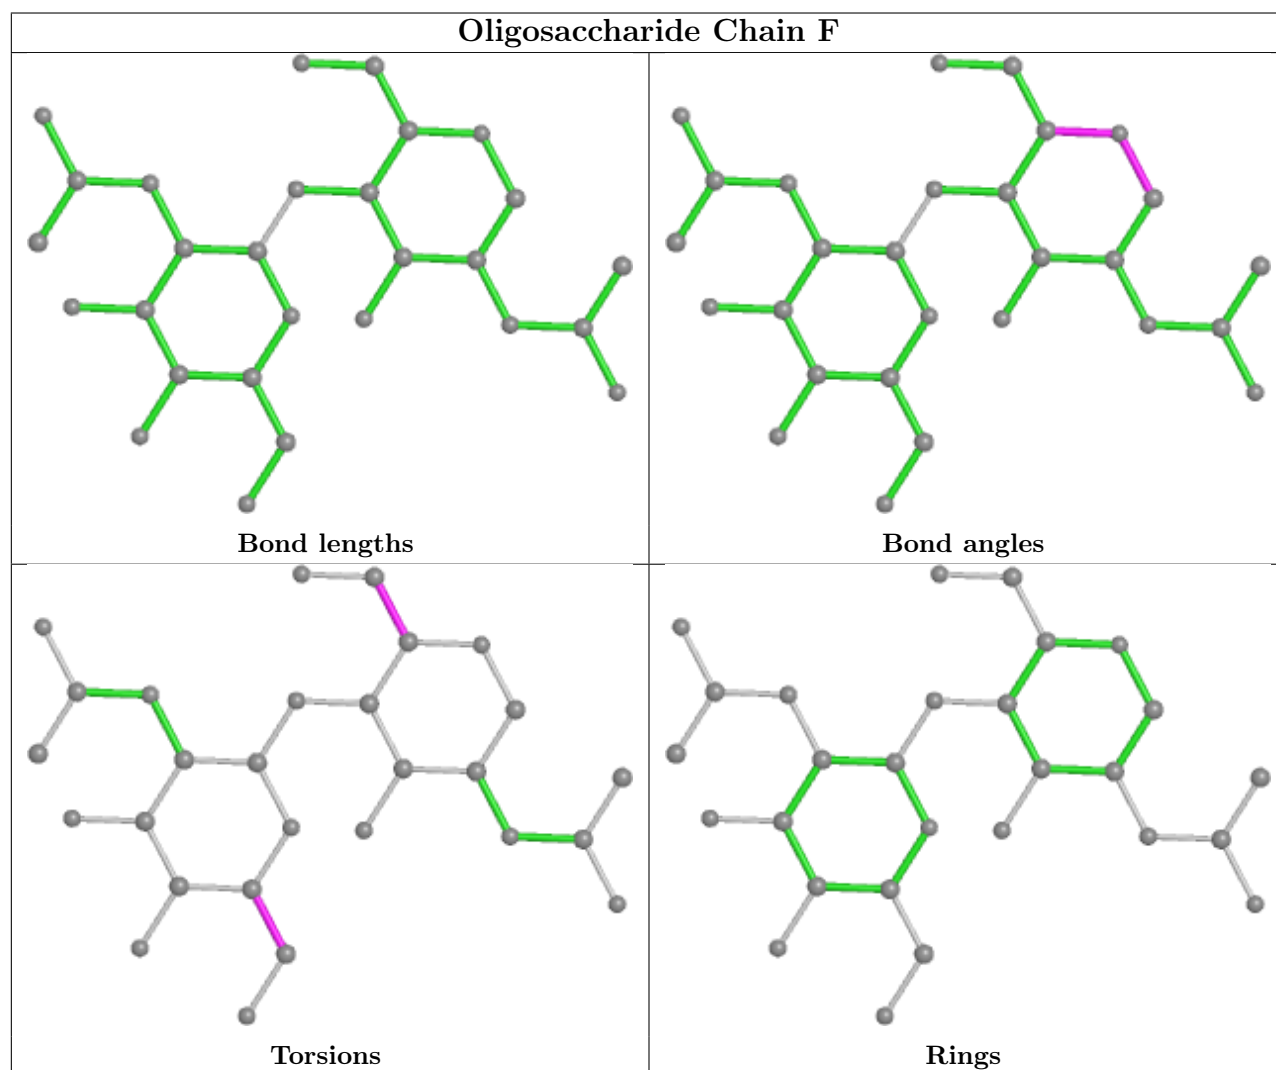 Oligosaccharide Chain F
Bond lengths
Bond angles
Torsions
Rings